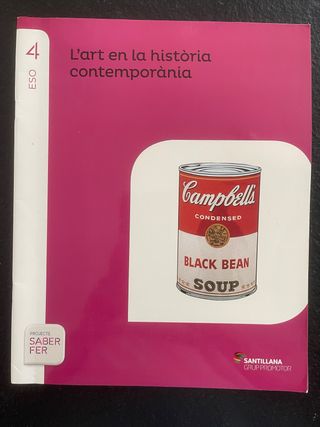 4
ESO
L'art en la història
contemporània
Campbell's
CONDENSED
BLACK BEAN
SOUP
PROJECTE
SABER
FER
SANTILLANA
GRUP PROMOTOR